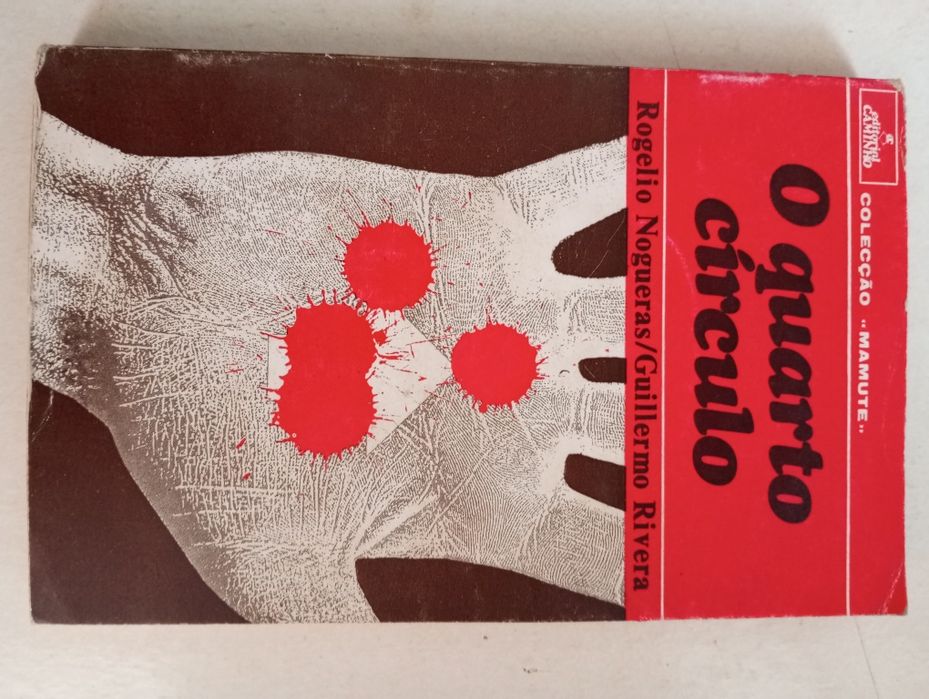 editorial
CAMINHO
COLECÇÃO "MAMUTE"
O quarto
círculo
Rogelio Nogueras/Guillermo Rivera